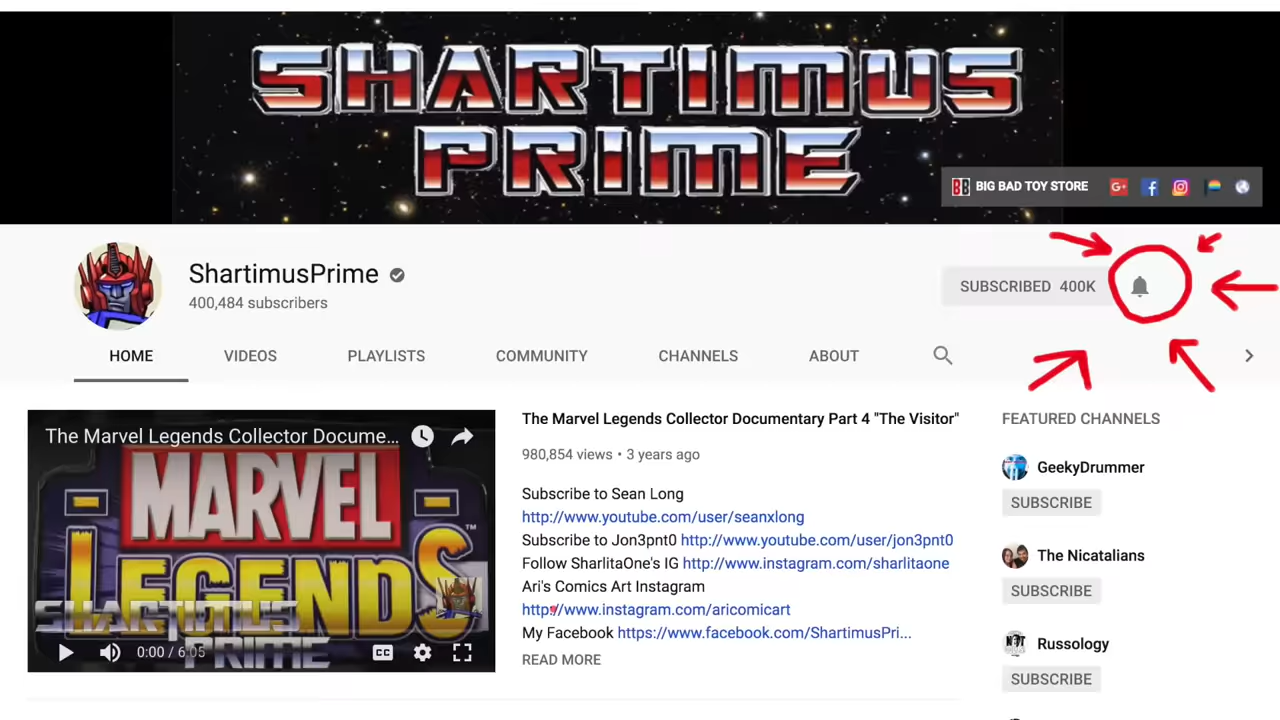 SHARTIMUS
PRIME
BB BIG BAD TOY STORE
ShartimusPrime
400,484 subscribers
SUBSCRIBED 400K
HOME VIDEOS PLAYLISTS COMMUNITY CHANNELS ABOUT
The Marvel Legends Collector Docume...
MARVEL
LEGENDS
TM
SHARTIMUS
PRIME
0:00 / 6:05
CC
The Marvel Legends Collector Documentary Part 4 "The Visitor"
980,854 views • 3 years ago
Subscribe to Sean Long
http://www.youtube.com/user/seanxlong
Subscribe to Jon3pnt0 http://www.youtube.com/user/jon3pnt0
Follow SharlitaOne's IG http://www.instagram.com/sharlitaone
Ari's Comics Art Instagram
http://www.instagram.com/aricomicart
My Facebook https://www.facebook.com/ShartimusPri...
READ MORE
FEATURED CHANNELS
GeekyDrummer
SUBSCRIBE
The Nicatalians
SUBSCRIBE
Russology
SUBSCRIBE